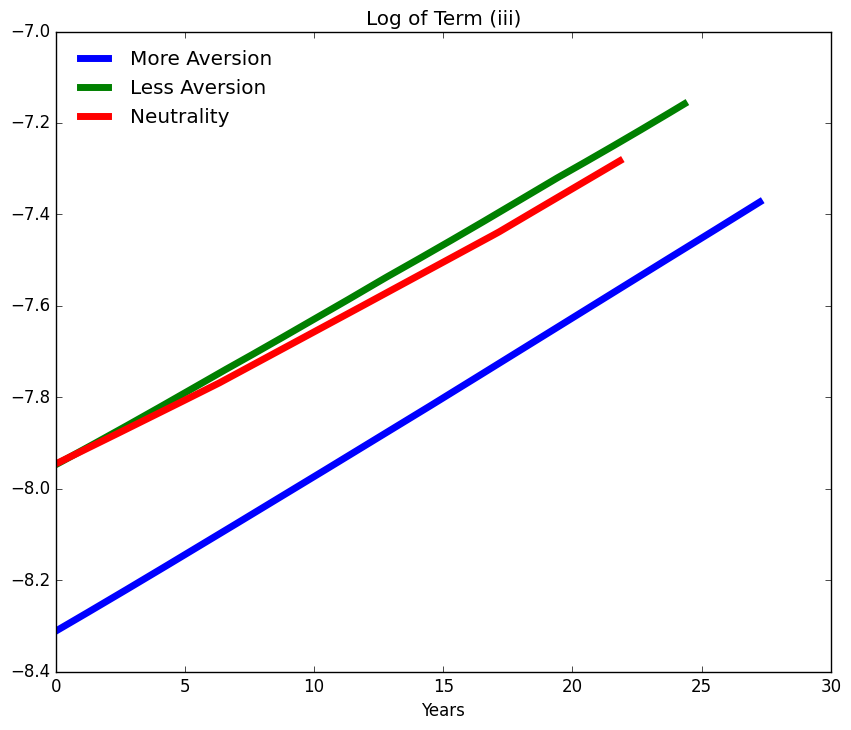 Log of Term (iii)
−7.0
More Aversion
Less Aversion
Neutrality
−7.2
−7.4
−7.6
−7.8
−8.0
−8.2
−8.4
0 5 10 15 20 25 30
Years